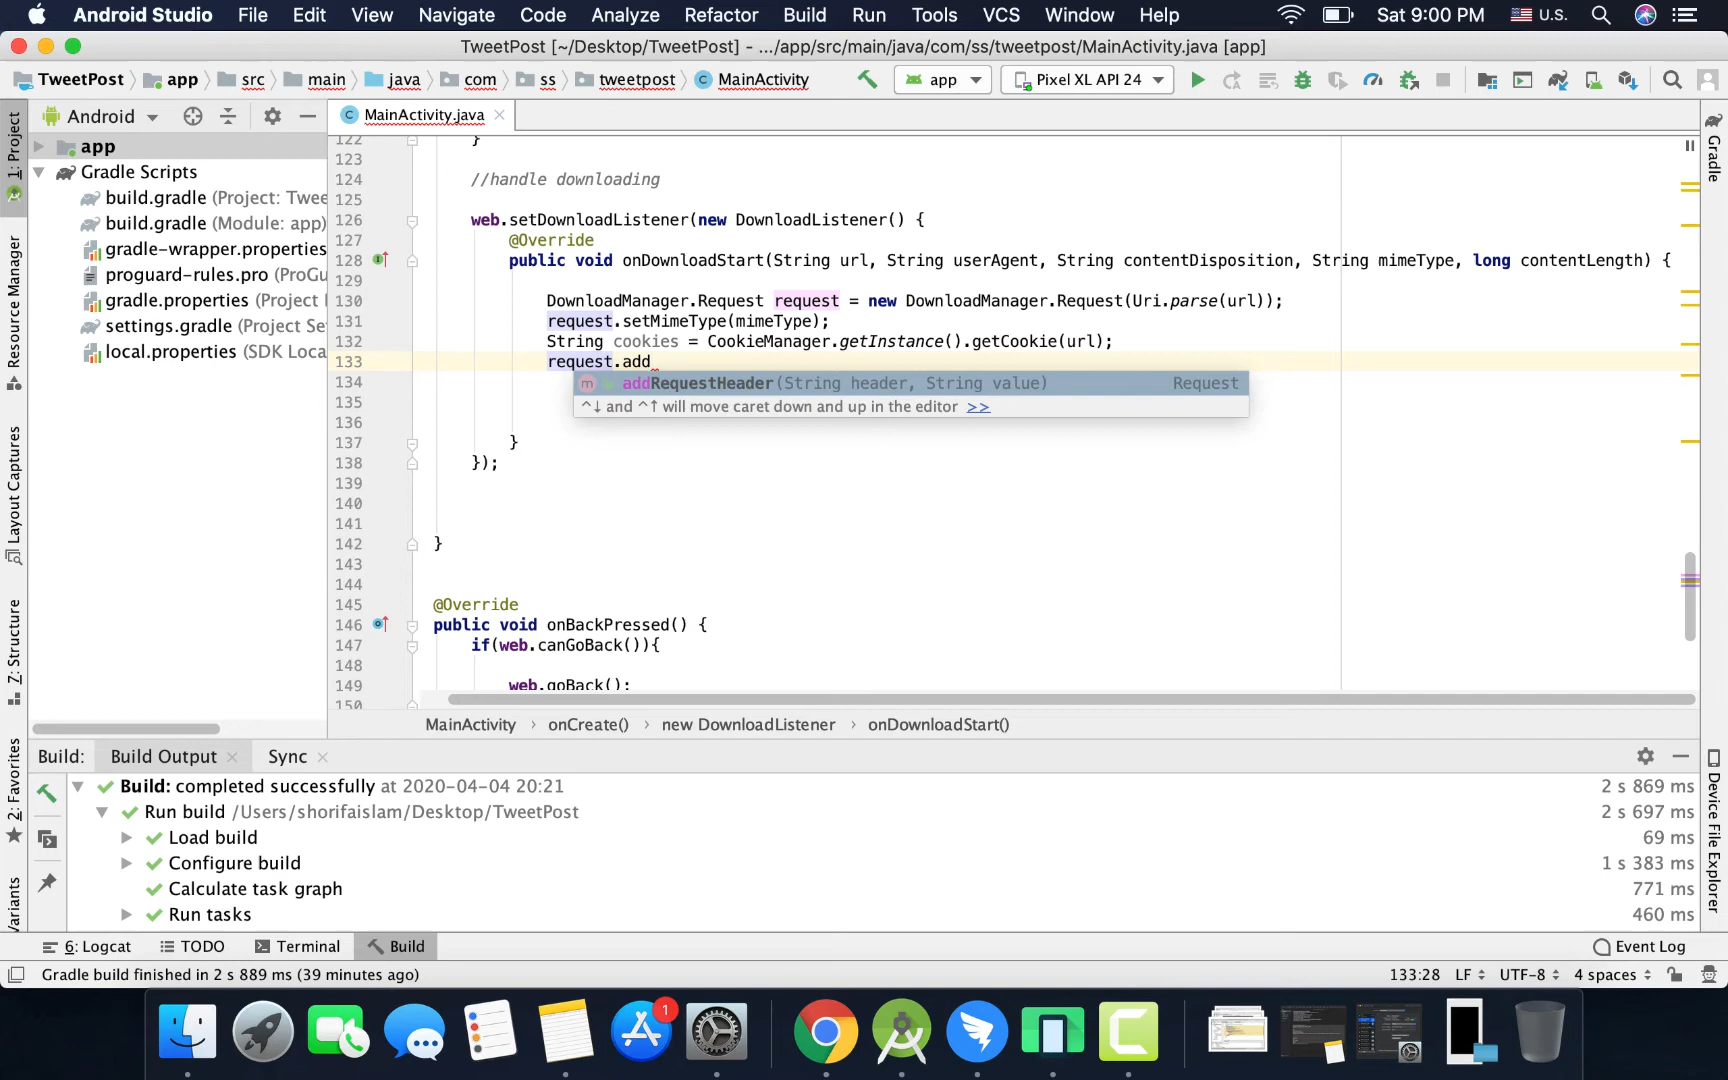 Android Studio File Edit View Navigate Code Analyze Refactor Build Run Tools VCS Window Help Sat 9:00 PM U.S.
TweetPost [~/Desktop/TweetPost] - .../app/src/main/java/com/ss/tweetpost/MainActivity.java [app]
TweetPost app src main java com ss tweetpost MainActivity app Pixel XL API 24
Android
MainActivity.java
app
Gradle Scripts
build.gradle (Project: Twee
build.gradle (Module: app)
gradle-wrapper.properties
proguard-rules.pro (ProGu
gradle.properties (Project
settings.gradle (Project Se
local.properties (SDK Loca
1: Project
Resource Manager
Layout Captures
7: Structure
2: Favorites
Variants
122 }
123
124 //handle downloading
125
126 web.setDownloadListener(new DownloadListener() {
127 @Override
128 public void onDownloadStart(String url, String userAgent, String contentDisposition, String mimeType, long contentLength) {
129
130 DownloadManager.Request request = new DownloadManager.Request(Uri.parse(url));
131 request.setMimeType(mimeType);
132 String cookies = CookieManager.getInstance().getCookie(url);
133 request.add
134 m addRequestHeader(String header, String value) Request
135 ^↓ and ^↑ will move caret down and up in the editor >>
136
137 }
138 });
139
140
141
142 }
143
144
145 @Override
146 public void onBackPressed() {
147 if(web.canGoBack()){
148
149 web.goBack();
150
Gradle
Device File Explorer
MainActivity › onCreate() › new DownloadListener › onDownloadStart()
Build: Build Output Sync
Build: completed successfully at 2020-04-04 20:21 2 s 869 ms
Run build /Users/shorifaislam/Desktop/TweetPost 2 s 697 ms
Load build 69 ms
Configure build 1 s 383 ms
Calculate task graph 771 ms
Run tasks 460 ms
6: Logcat TODO Terminal Build Event Log
Gradle build finished in 2 s 889 ms (39 minutes ago) 133:28 LF UTF-8 4 spaces
1